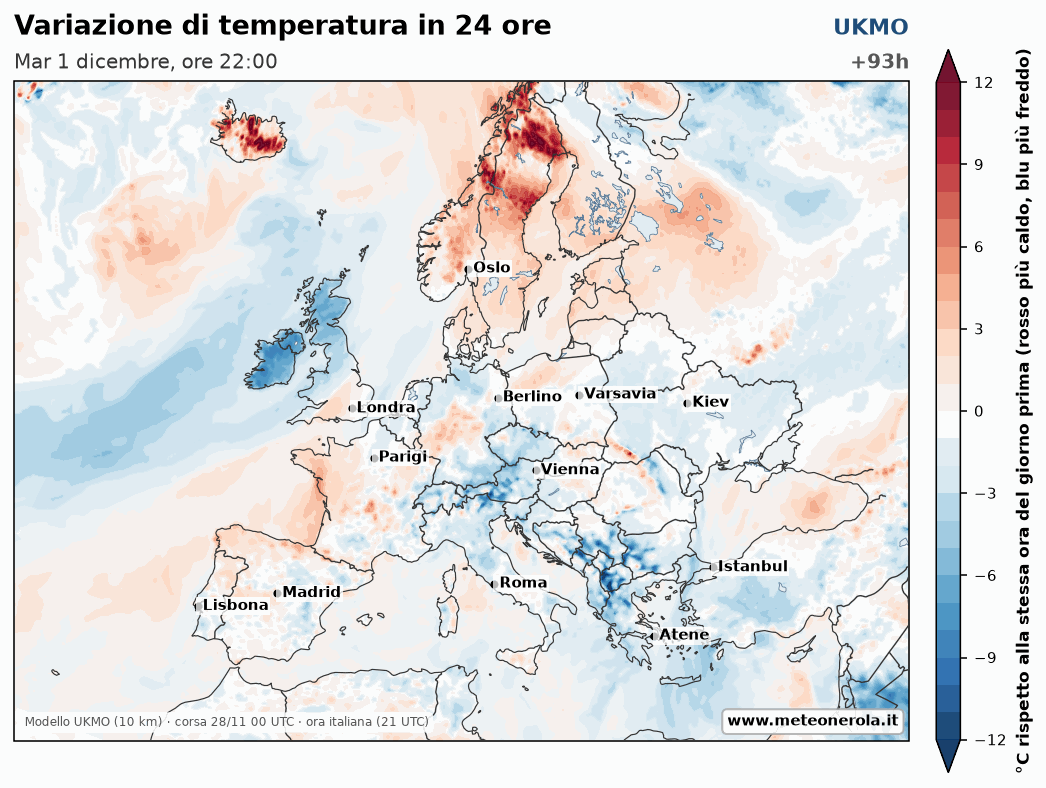 Variazione di temperatura in 24 ore
UKMO
Mar 1 dicembre, ore 22:00
+93h
Oslo
Londra
Berlino
Varsavia
Kiev
Parigi
Vienna
Istanbul
Roma
Madrid
Lisbona
Atene
Modello UKMO (10 km) · corsa 28/11 00 UTC · ora italiana (21 UTC)
www.meteonerola.it
12
9
6
3
0
−3
−6
−9
−12
°C rispetto alla stessa ora del giorno prima (rosso più caldo, blu più freddo)